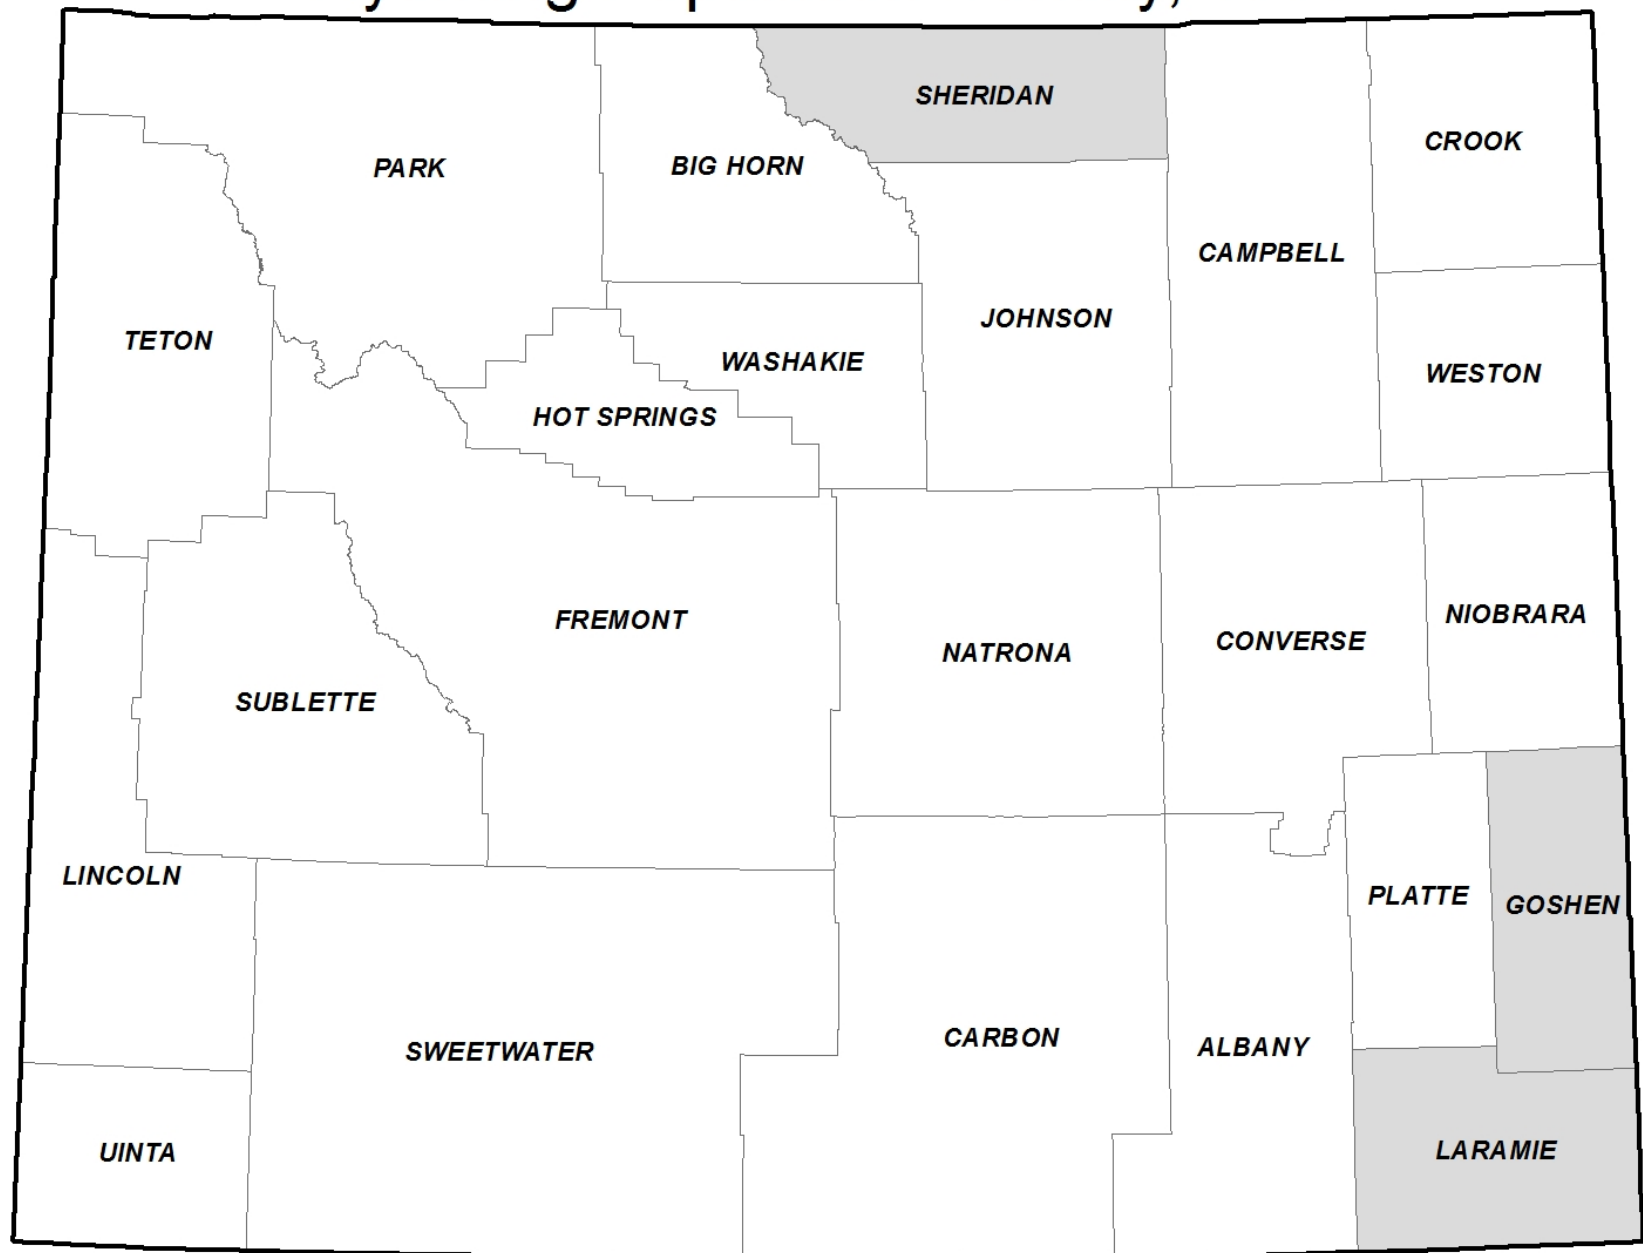 SHERIDAN
CROOK
PARK
BIG HORN
CAMPBELL
JOHNSON
TETON
WASHAKIE
WESTON
HOT SPRINGS
NIOBRARA
FREMONT
CONVERSE
NATRONA
SUBLETTE
LINCOLN
PLATTE
GOSHEN
CARBON
ALBANY
SWEETWATER
LARAMIE
UINTA